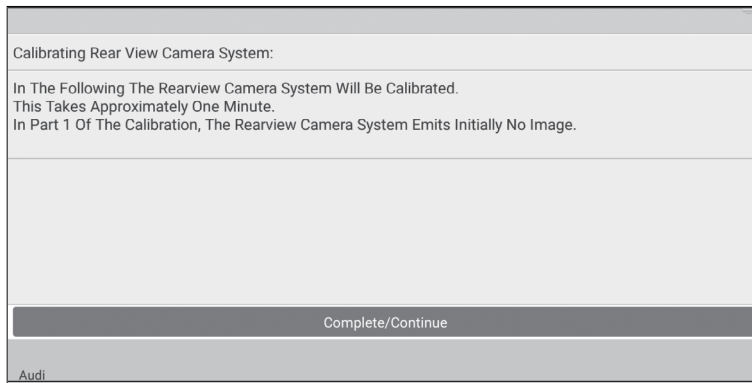 Calibrating Rear View Camera System:
In The Following The Rearview Camera System Will Be Calibrated.
This Takes Approximately One Minute.
In Part 1 Of The Calibration, The Rearview Camera System Emits Initially No Image.
Complete/Continue
Audi